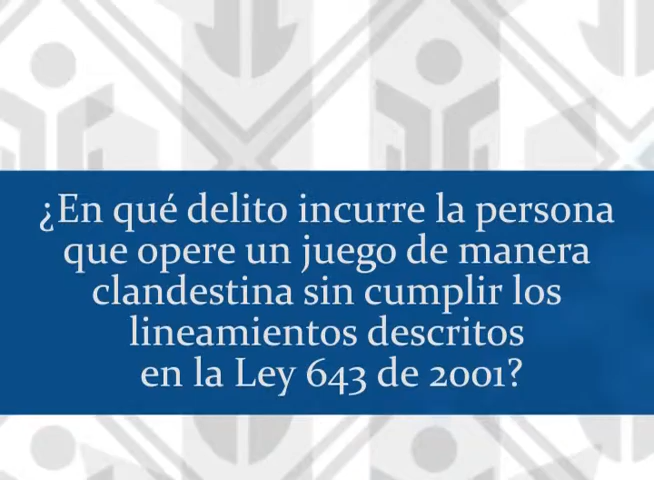 ¿En qué delito incurre la persona
que opere un juego de manera
clandestina sin cumplir los
lineamientos descritos
en la Ley 643 de 2001?